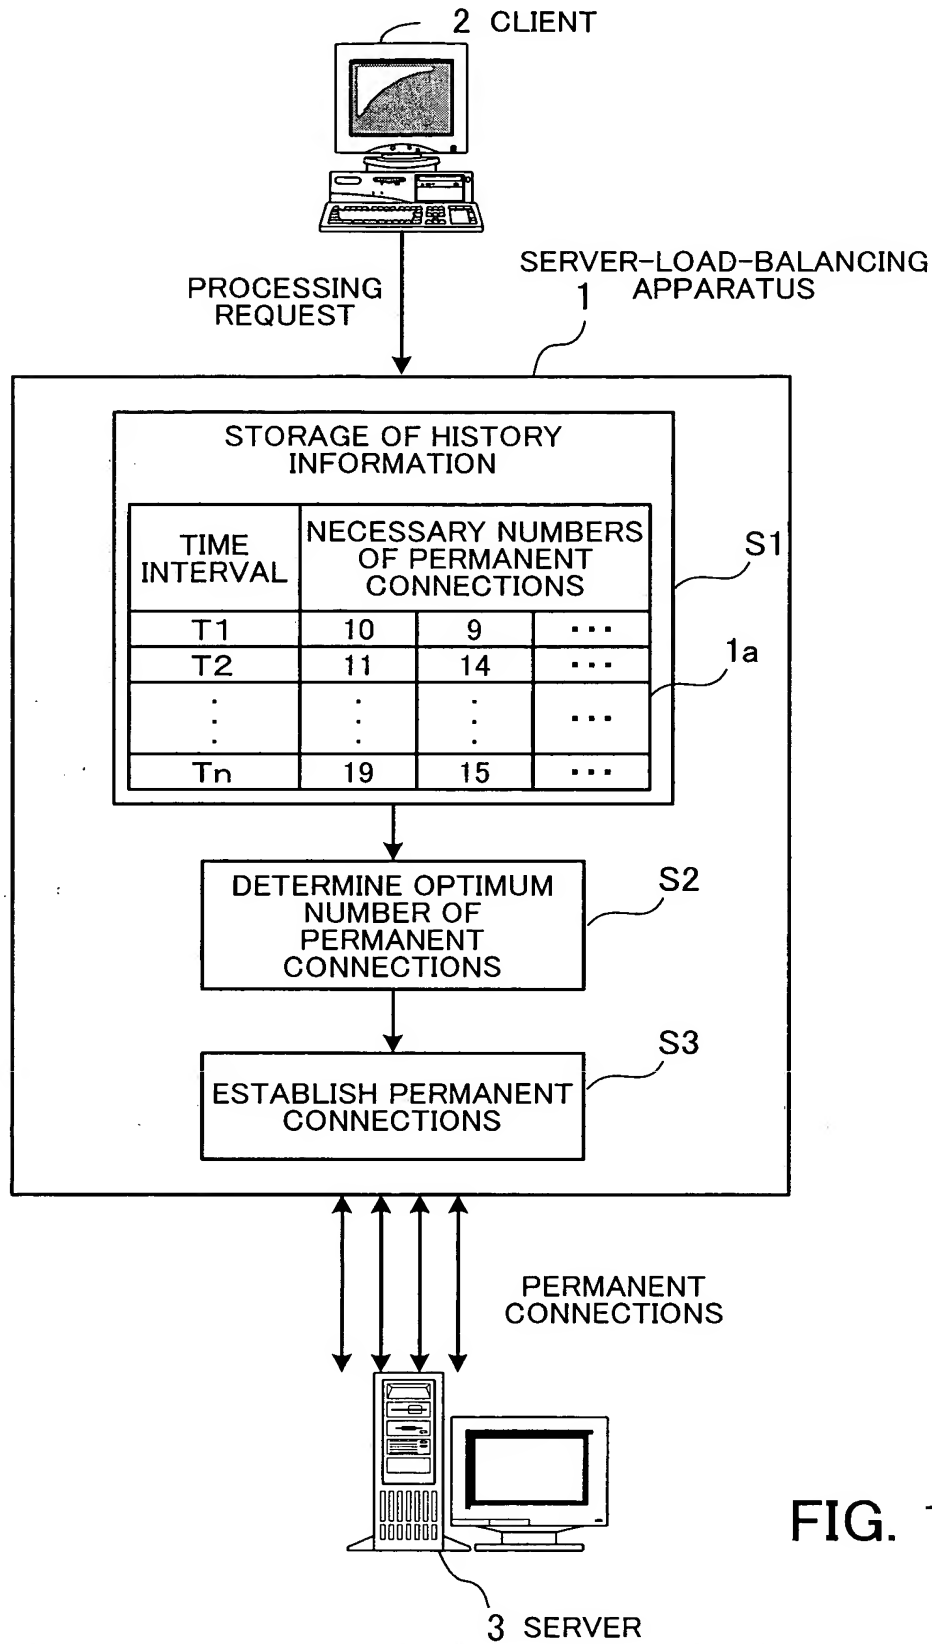 2 CLIENT
PROCESSING
REQUEST
SERVER-LOAD-BALANCING
APPARATUS
1
STORAGE OF HISTORY
INFORMATION
TIME
INTERVAL
NECESSARY NUMBERS
OF PERMANENT
CONNECTIONS
S1
T1 10 9 ...
1a
T2 11 14 ...
. . . ...
Tn 19 15 ...
DETERMINE OPTIMUM
NUMBER OF
PERMANENT
CONNECTIONS
S2
ESTABLISH PERMANENT
CONNECTIONS
S3
PERMANENT
CONNECTIONS
FIG.
3 SERVER